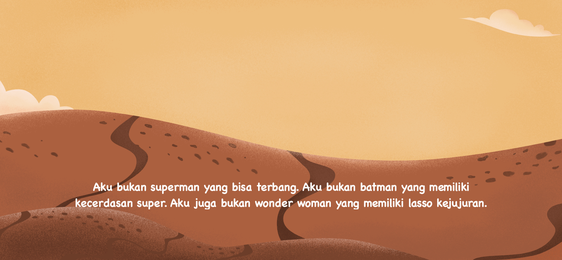 Aku bukan superman yang bisa terbang. Aku bukan batman yang memiliki
kecerdasan super. Aku juga bukan wonder woman yang memiliki lasso kejujuran.